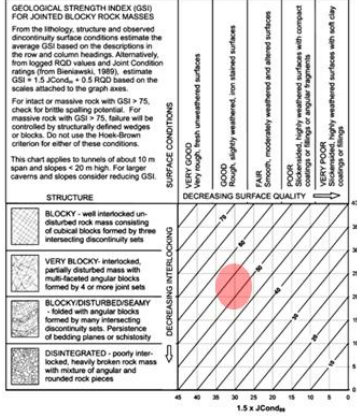 GEOLOGICAL STRENGTH INDEX (GSI)
FOR JOINTED BLOCKY ROCK MASSES
From the lithology, structure and observed
dicontinuity surface conditions estimate the
average GSI based on the descriptions in
the row and column headings. Alternatively,
from logged RQD values and Joint Condition
ratings (from Bieniawski, 1989), estimate
GSI = 1.5 JCond₈₉ + 0.5 RQD based on the
scales attached to the graph axes.
For intact or massive rock with GSI > 75,
check for brittle spalling potential. For
massive rock with GSI > 75, failure will be
controlled by structurally defined wedges
or blocks. Do not use the Hoek-Brown
criterion for either of these conditions.
This chart applies to tunnels of about 10 m
span and slopes < 20 m high. For larger
caverns and slopes consider reducing GSI.
STRUCTURE
SURFACE CONDITIONS
VERY GOOD
Very rough, fresh unweathered surfaces
GOOD
Rough, slightly weathered, iron stained surfaces
FAIR
Smooth, moderately weathered and altered surfaces
POOR
Slickensided, highly weathered surfaces with compact
coatings or fillings or angular fragments
VERY POOR
Slickensided, highly weathered surfaces with soft clay
coatings or fillings
DECREASING SURFACE QUALITY
DECREASING INTERLOCKING
BLOCKY - well interlocked un-
disturbed rock mass consisting
of cubical blocks formed by three
intersecting discontinuity sets
VERY BLOCKY- interlocked,
partially disturbed mass with
multi-faceted angular blocks
formed by 4 or more joint sets
BLOCKY/DISTURBED/SEAMY
- folded with angular blocks
formed by many intersecting
discontinuity sets. Persistence
of bedding planes or schistosity
DISINTEGRATED - poorly inter-
locked, heavily broken rock mass
with mixture of angular and
rounded rock pieces
70
60
50
40
30
20
10
45 40 35 30 25 20 15 10 5 0
1.5 x JCond₈₉